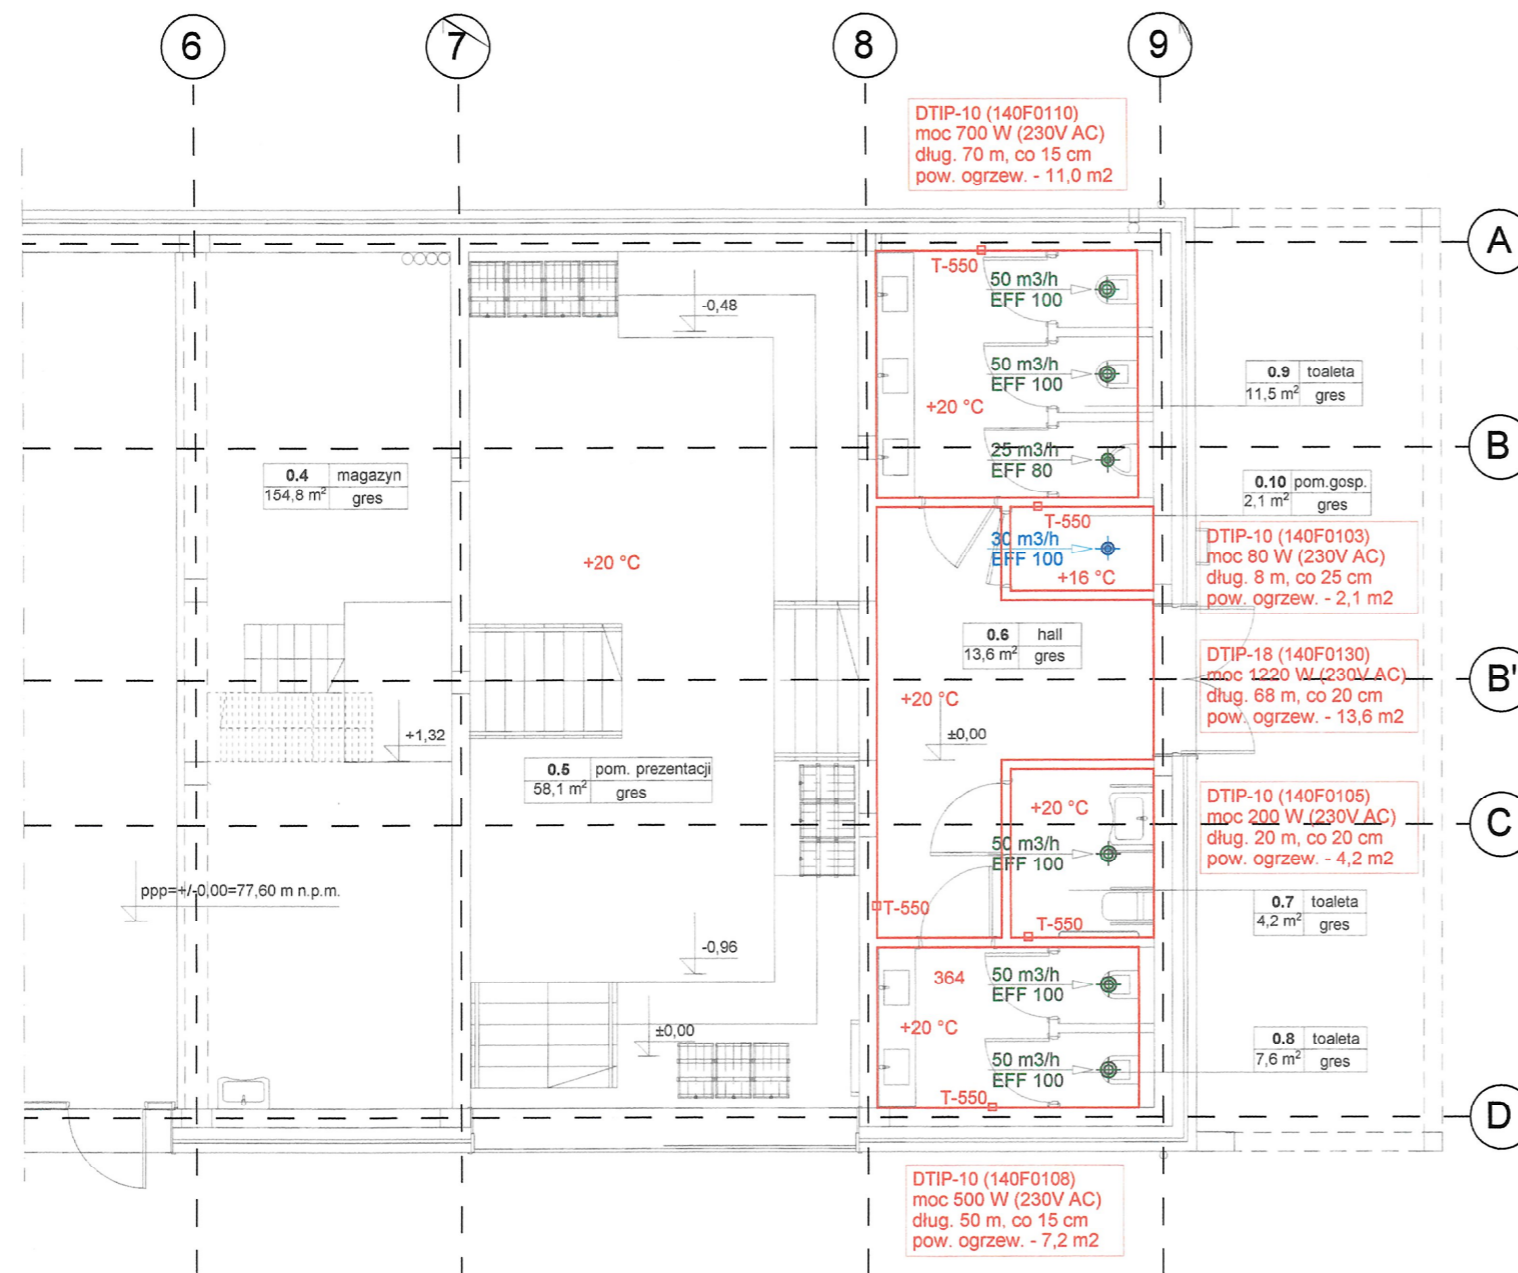 6
7
8
9
DTIP-10 (140F0110)
moc 700 W (230V AC)
dług. 70 m, co 15 cm
pow. ogrzew. - 11,0 m2
A
T-550
50 m3/h
EFF 100
-0,48
50 m3/h
EFF 100
0.9 toaleta
11,5 m² gres
+20 °C
B
25 m3/h
EFF 80
0.4 magazyn
154,8 m² gres
0.10 pom.gosp.
2,1 m² gres
T-550
30 m3/h
EFF 100
+16 °C
DTIP-10 (140F0103)
moc 80 W (230V AC)
dług. 8 m, co 25 cm
pow. ogrzew. - 2,1 m2
+20 °C
0.6 hall
13,6 m² gres
DTIP-18 (140F0130)
moc 1220 W (230V AC)
dług. 68 m, co 20 cm
pow. ogrzew. - 13,6 m2
B'
+20 °C
±0,00
+1,32
0.5 pom. prezentacji
58,1 m² gres
DTIP-10 (140F0105)
moc 200 W (230V AC)
dług. 20 m, co 20 cm
pow. ogrzew. - 4,2 m2
+20 °C
C
50 m3/h
EFF 100
ppp=+/-0,00=77,60 m n.p.m.
T-550
T-550
0.7 toaleta
4,2 m² gres
-0,96
364
50 m3/h
EFF 100
±0,00
+20 °C
0.8 toaleta
7,6 m² gres
50 m3/h
EFF 100
T-550
D
DTIP-10 (140F0108)
moc 500 W (230V AC)
dług. 50 m, co 15 cm
pow. ogrzew. - 7,2 m2